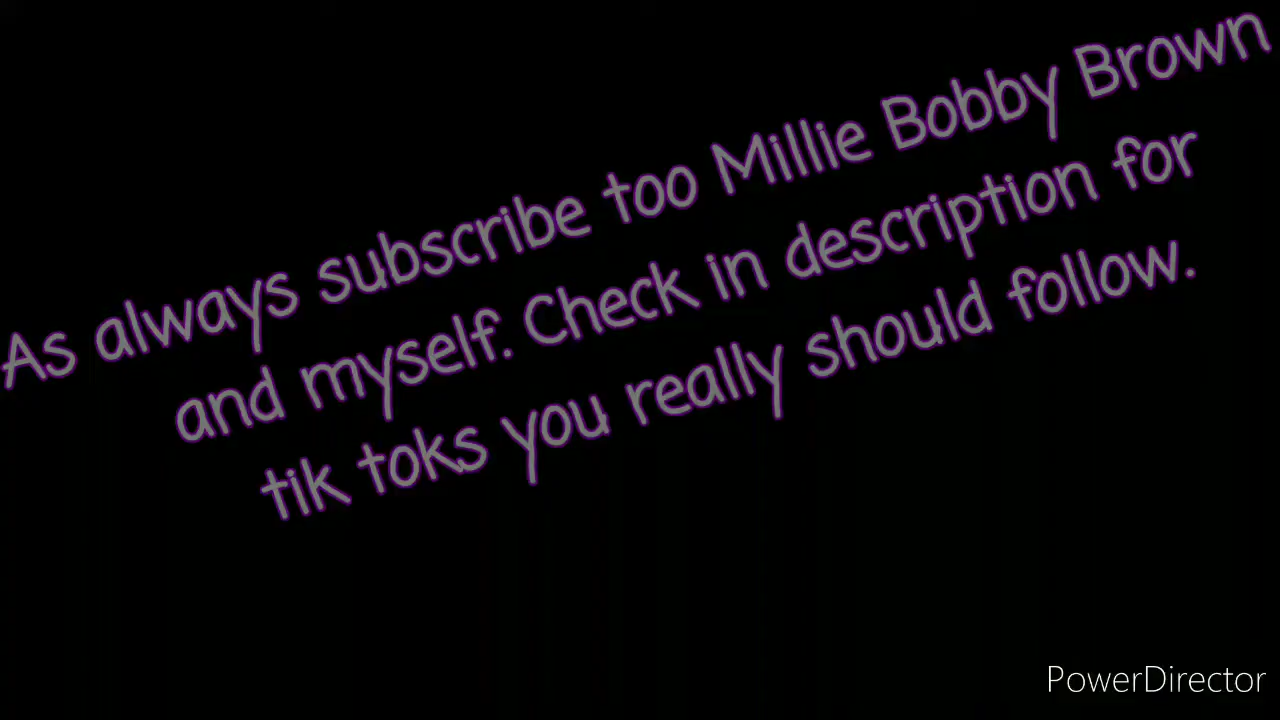 As always subscribe too Millie Bobby Brown
and myself. Check in description for
tik toks you really should follow.
PowerDirector